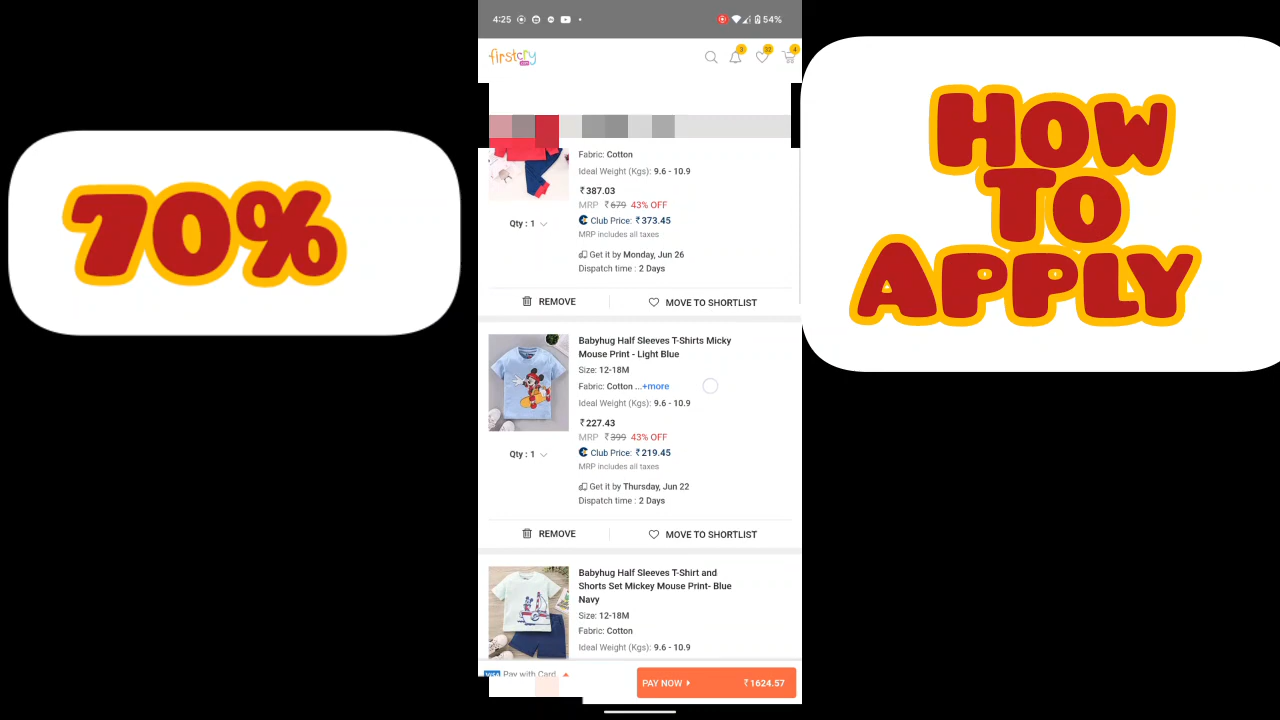 70%
How
To
Apply
4:25
54%
firstcry
.com
3
32
4
Fabric: Cotton
Ideal Weight (Kgs): 9.6 - 10.9
₹387.03
MRP ₹679 43% OFF
Club Price: ₹373.45
MRP includes all taxes
Qty : 1
Get it by Monday, Jun 26
Dispatch time : 2 Days
REMOVE
MOVE TO SHORTLIST
Babyhug Half Sleeves T-Shirts Micky
Mouse Print - Light Blue
Size: 12-18M
Fabric: Cotton ...+more
Ideal Weight (Kgs): 9.6 - 10.9
₹227.43
MRP ₹399 43% OFF
Club Price: ₹219.45
MRP includes all taxes
Qty : 1
Get it by Thursday, Jun 22
Dispatch time : 2 Days
REMOVE
MOVE TO SHORTLIST
Babyhug Half Sleeves T-Shirt and
Shorts Set Mickey Mouse Print- Blue
Navy
Size: 12-18M
Fabric: Cotton
Ideal Weight (Kgs): 9.6 - 10.9
VISA Pay with Card
PAY NOW ₹1624.57